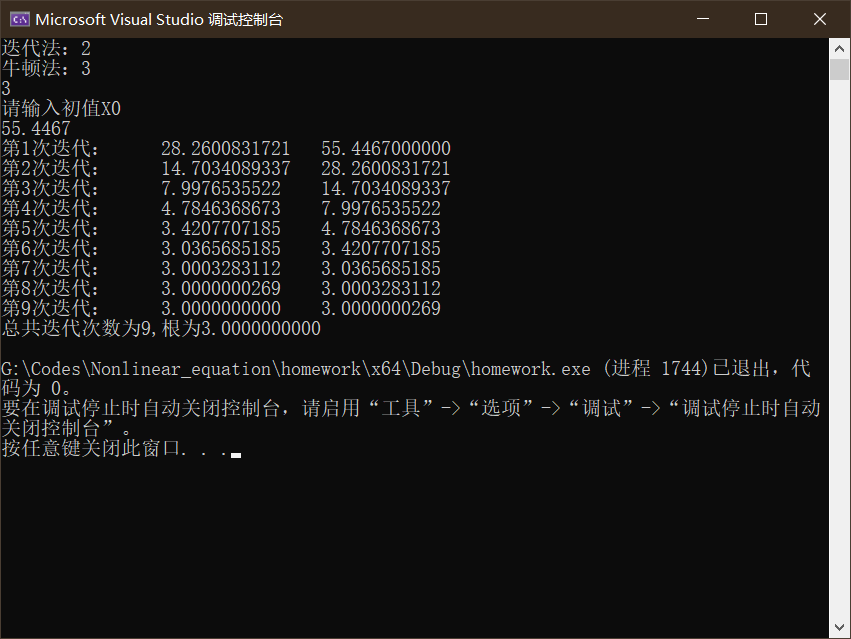 Microsoft Visual Studio 调试控制台
迭代法: 2
牛顿法: 3
3
请输入初值X0
55.4467
第1次迭代: 28.2600831721 55.4467000000
第2次迭代: 14.7034089337 28.2600831721
第3次迭代: 7.9976535522 14.7034089337
第4次迭代: 4.7846368673 7.9976535522
第5次迭代: 3.4207707185 4.7846368673
第6次迭代: 3.0365685185 3.4207707185
第7次迭代: 3.0003283112 3.0365685185
第8次迭代: 3.0000000269 3.0003283112
第9次迭代: 3.0000000000 3.0000000269
总共迭代次数为9,根为3.0000000000
G:\Codes\Nonlinear_equation\homework\x64\Debug\homework.exe (进程 1744)已退出，代
码为 0。
要在调试停止时自动关闭控制台，请启用“工具”->“选项”->“调试”->“调试停止时自动
关闭控制台”。
按任意键关闭此窗口. . .